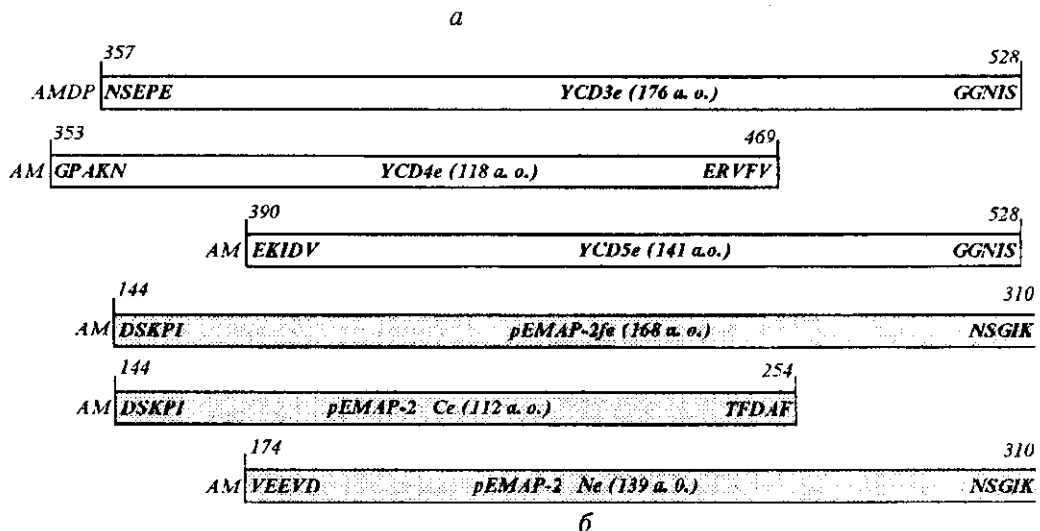 а
357 528
AMDP NSEPE YCD3e (176 а. о.) GGNIS
353 469
AM GPAKN YCD4e (118 а. о.) ERVFV
390 528
AM EKIDV YCD5e (141 а.о.) GGNIS
144 310
AM DSKPI pEMAP-2fe (168 а. о.) NSGIK
144 254
AM DSKPI pEMAP-2 Ce (112 а. о.) TFDAF
174 310
AM VEEVD pEMAP-2 Ne (139 а. 0.) NSGIK
б